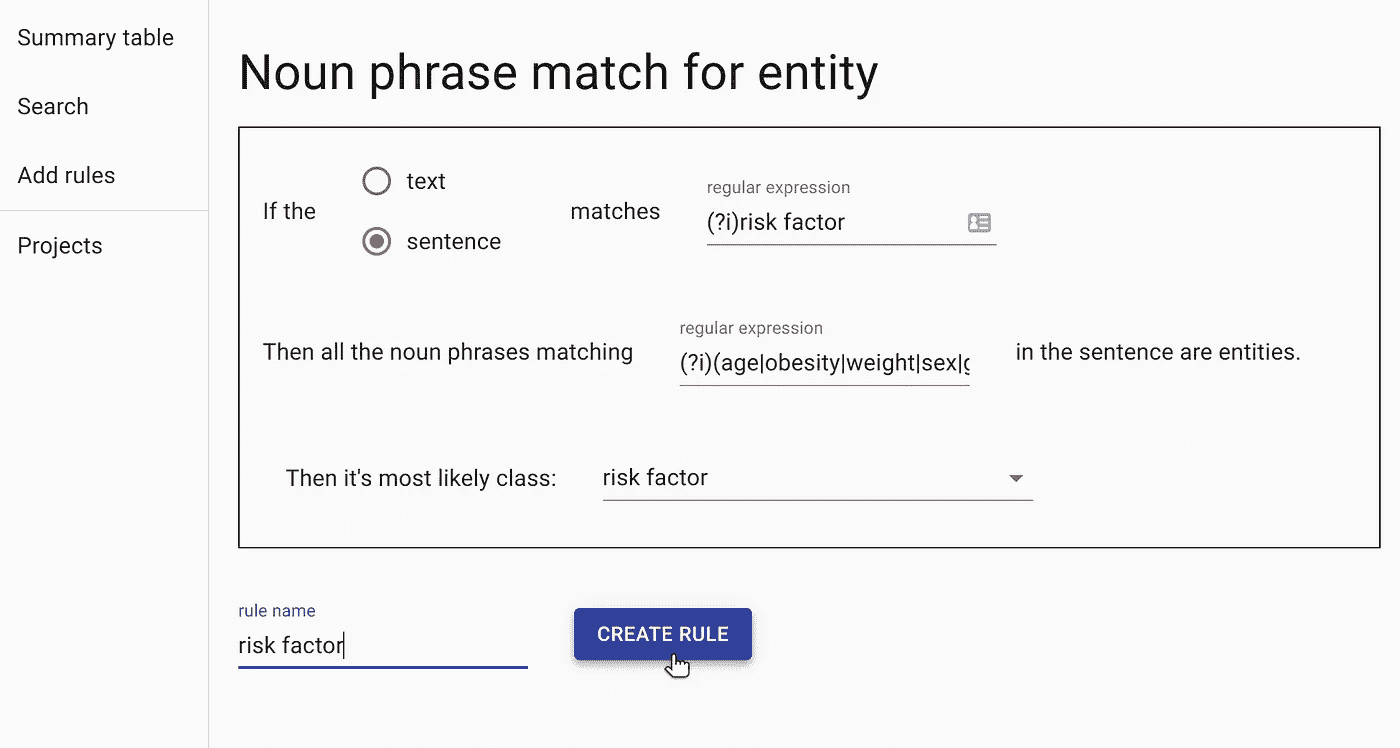 Summary table
Search
Add rules
Projects
Noun phrase match for entity
If the
text
sentence
matches
regular expression
(?i)risk factor
Then all the noun phrases matching
regular expression
(?i)(age|obesity|weight|sex|g
in the sentence are entities.
Then it's most likely class:
risk factor
rule name
risk factor
CREATE RULE